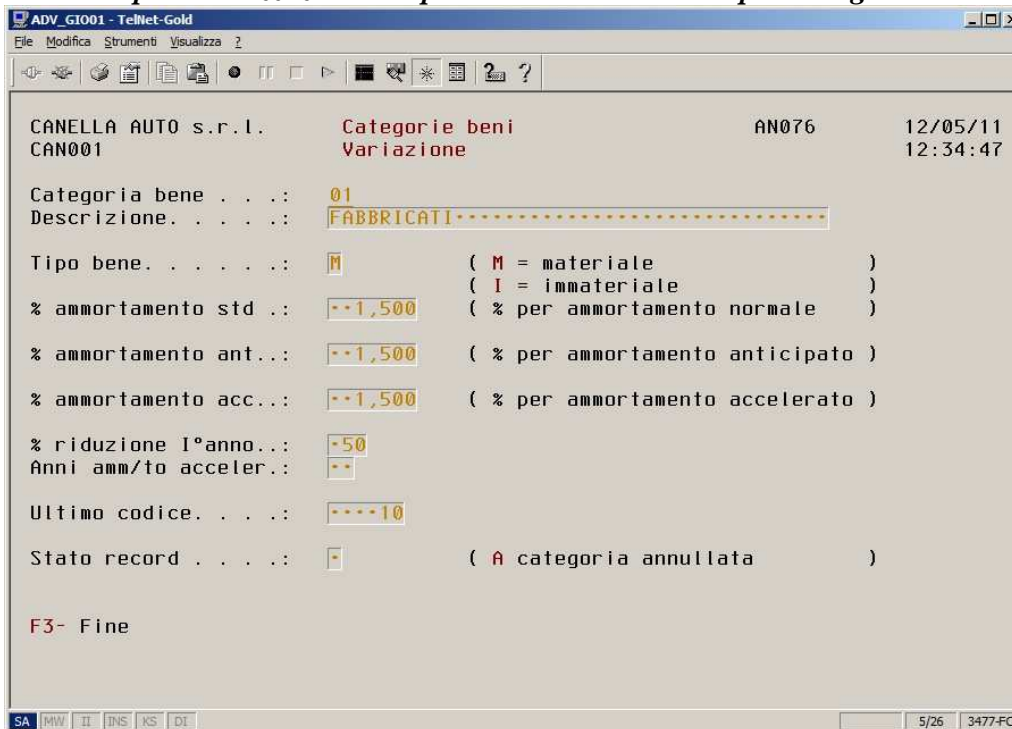 ADV_GIO01 - TelNet-Gold
File Modifica Strumenti Visualizza ?
CANELLA AUTO s.r.l. Categorie beni AN076 12/05/11
CAN001 Variazione 12:34:47
Categoria bene . . .: 01
Descrizione. . . . .: FABBRICATI
Tipo bene. . . . . .: M ( M = materiale )
( I = immateriale )
% ammortamento std .: 1,500 ( % per ammortamento normale )
% ammortamento ant..: 1,500 ( % per ammortamento anticipato )
% ammortamento acc..: 1,500 ( % per ammortamento accelerato )
% riduzione I°anno..: 50
Anni amm/to acceler.:
Ultimo codice. . . .: 10
Stato record . . . .: ( A categoria annullata )
F3- Fine
SA MW II INS KS DI 5/26 3477-FC